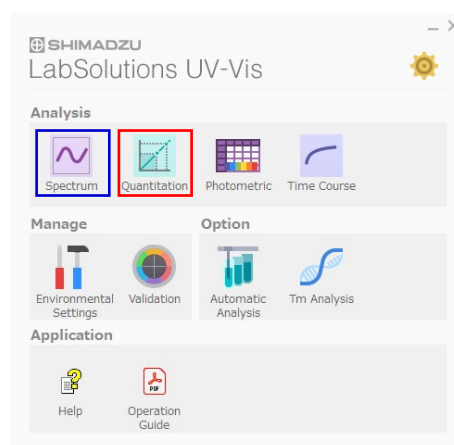 SHIMADZU
LabSolutions UV-Vis
Analysis
Spectrum Quantitation Photometric Time Course
Manage Option
Environmental Settings Validation Automatic Analysis Tm Analysis
Application
PDF
Help Operation Guide